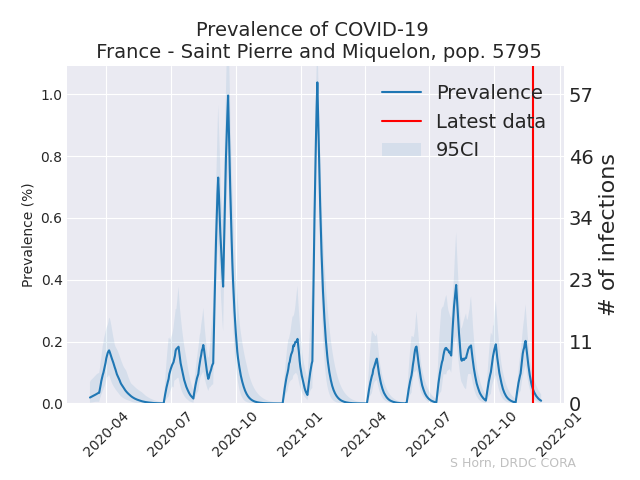 Prevalence of COVID-19
France - Saint Pierre and Miquelon, pop. 5795
Prevalence (%)
1.0
0.8
0.6
0.4
0.2
0.0
Prevalence
Latest data
95CI
57
46
34
23
11
0
# of infections
2020-04
2020-07
2020-10
2021-01
2021-04
2021-07
2021-10
2022-01
S Horn, DRDC CORA